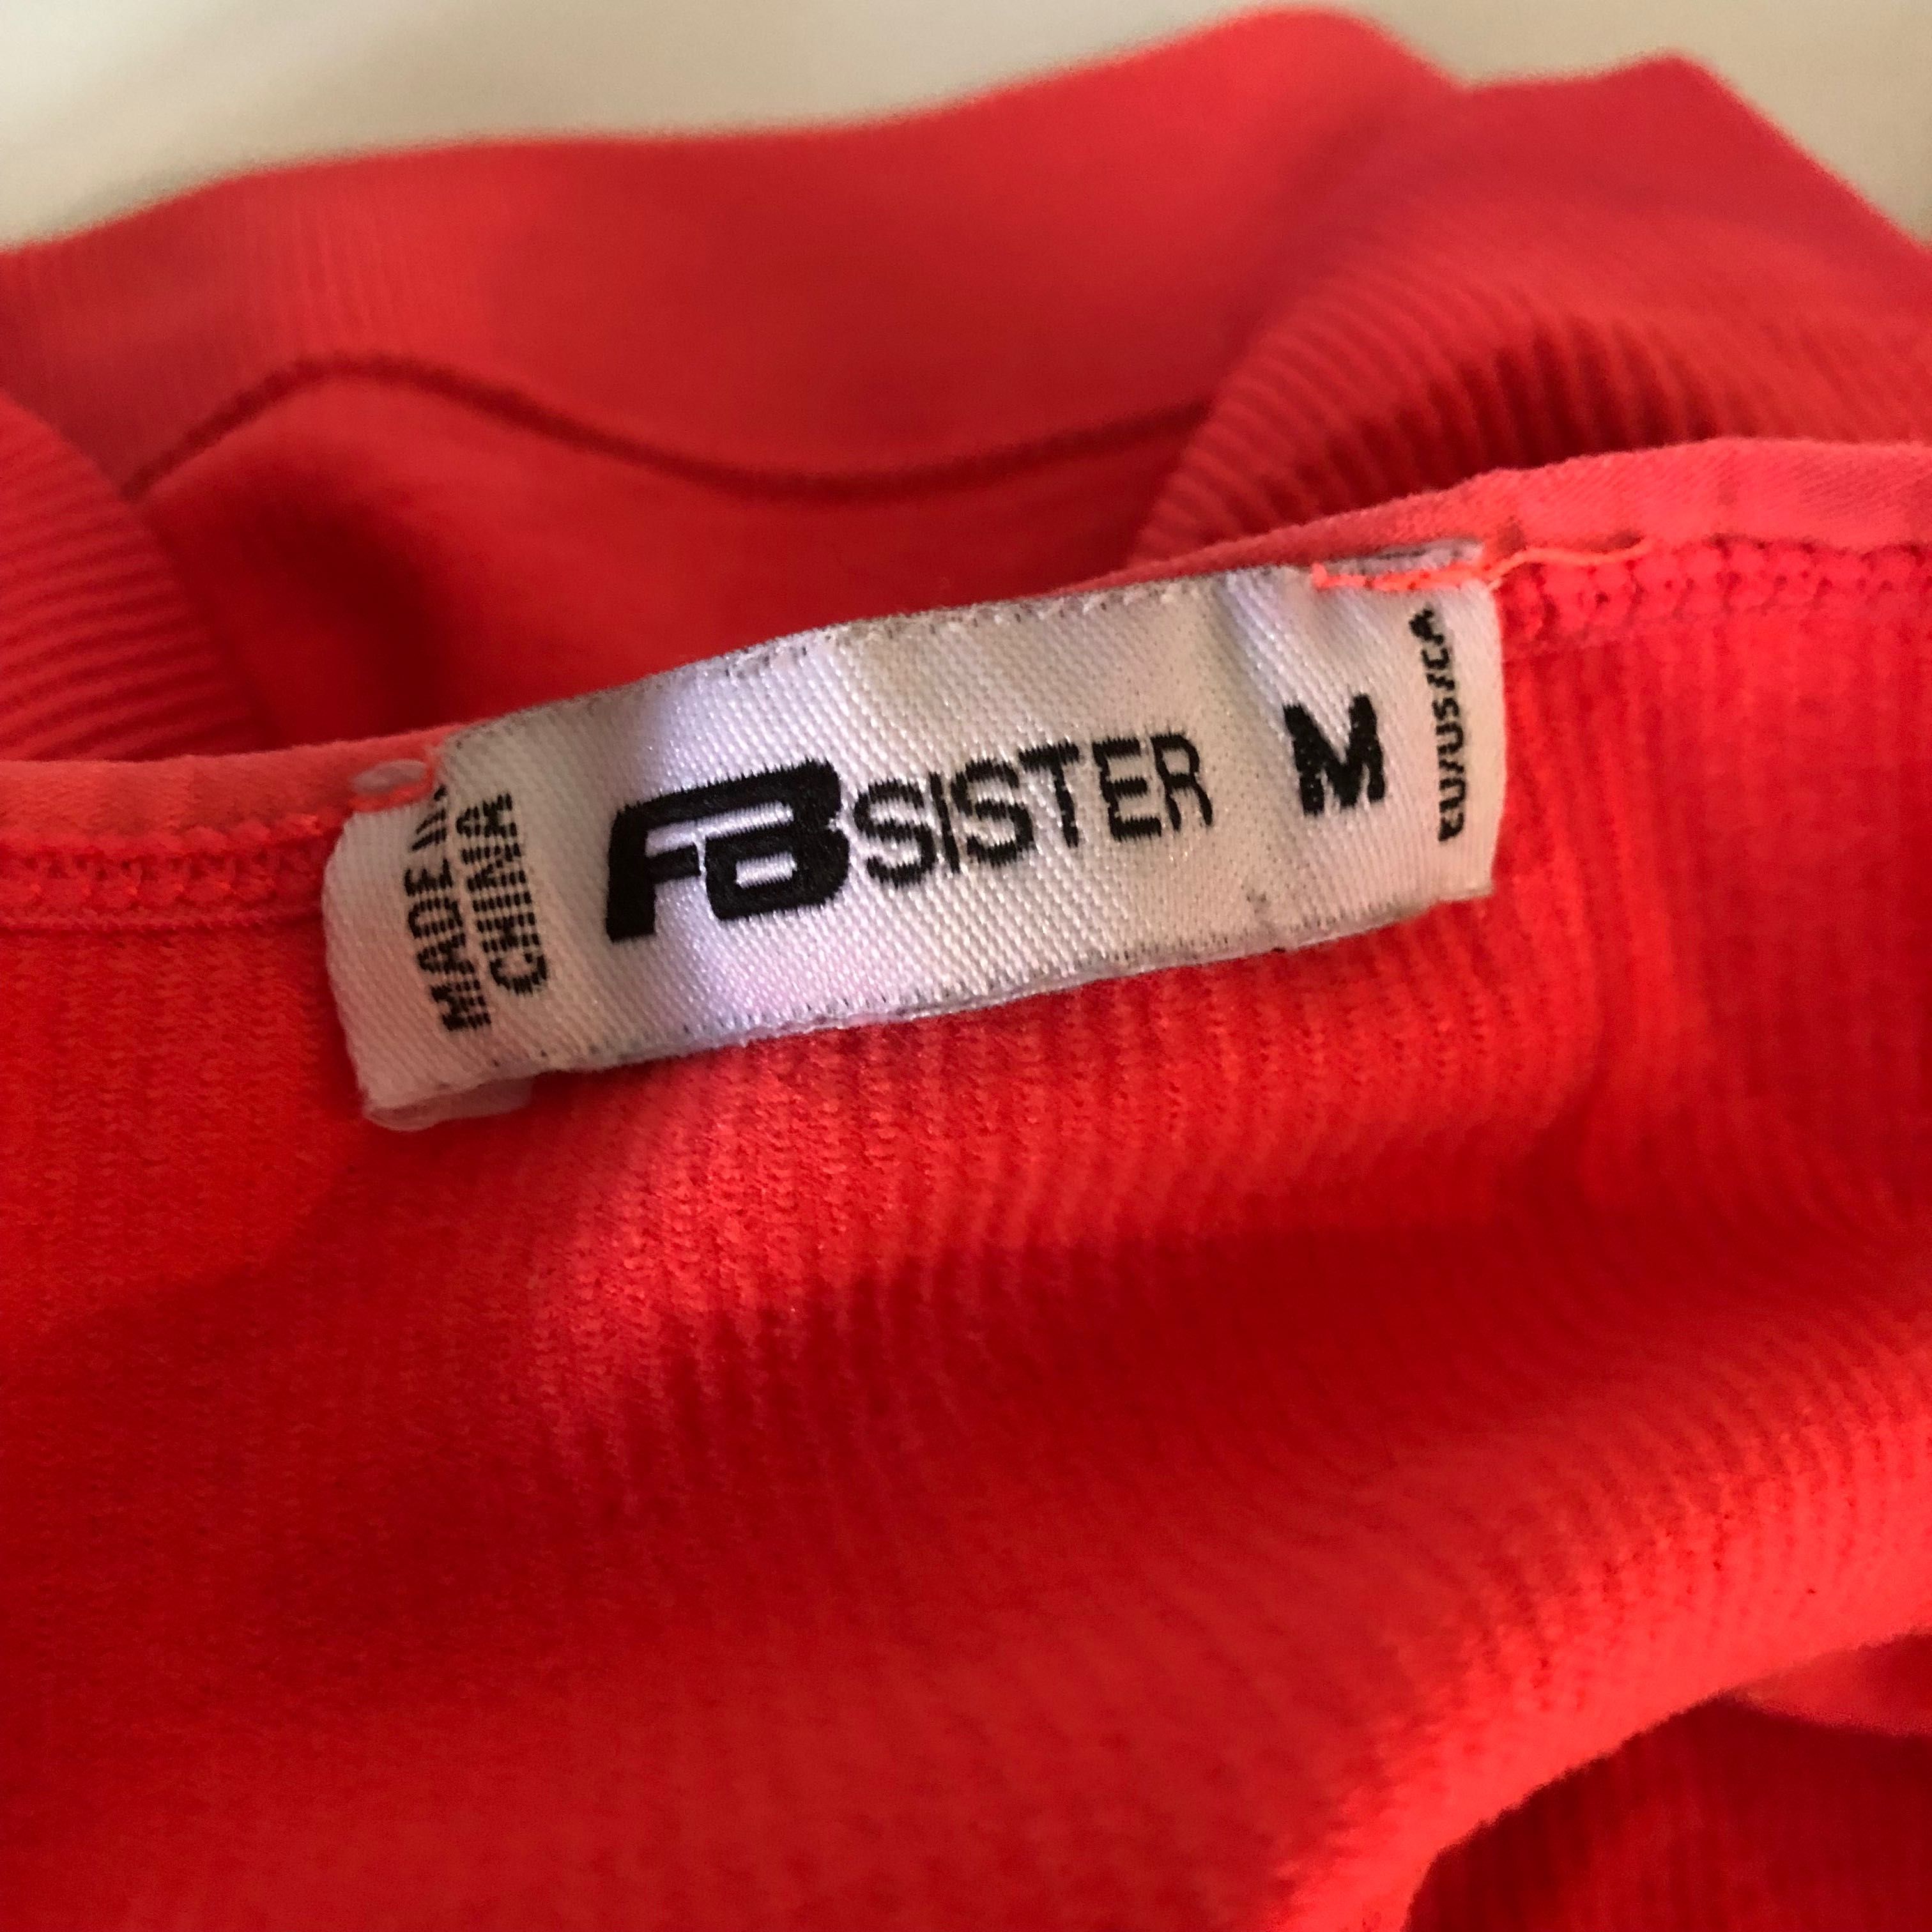 MADE IN
CHINA
FB SISTER
M
EU/US/CA